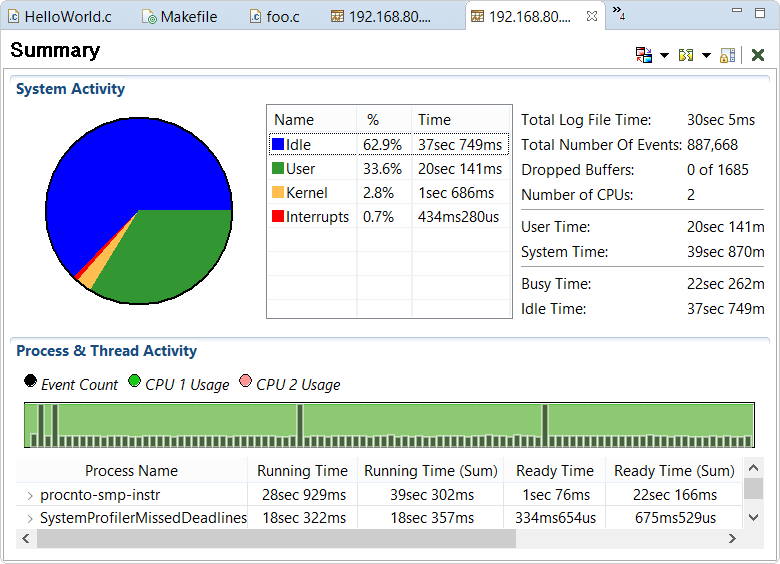 HelloWorld.c Makefile foo.c 192.168.80.... 192.168.80.... »4
Summary
System Activity
Name % Time
Idle 62.9% 37sec 749ms
User 33.6% 20sec 141ms
Kernel 2.8% 1sec 686ms
Interrupts 0.7% 434ms280us
Total Log File Time: 30sec 5ms
Total Number Of Events: 887,668
Dropped Buffers: 0 of 1685
Number of CPUs: 2
User Time: 20sec 141m
System Time: 39sec 870m
Busy Time: 22sec 262m
Idle Time: 37sec 749m
Process & Thread Activity
Event Count CPU 1 Usage CPU 2 Usage
Process Name Running Time Running Time (Sum) Ready Time Ready Time (Sum)
procnto-smp-instr 28sec 929ms 39sec 302ms 1sec 76ms 22sec 166ms
SystemProfilerMissedDeadlines 18sec 322ms 18sec 357ms 334ms654us 675ms529us